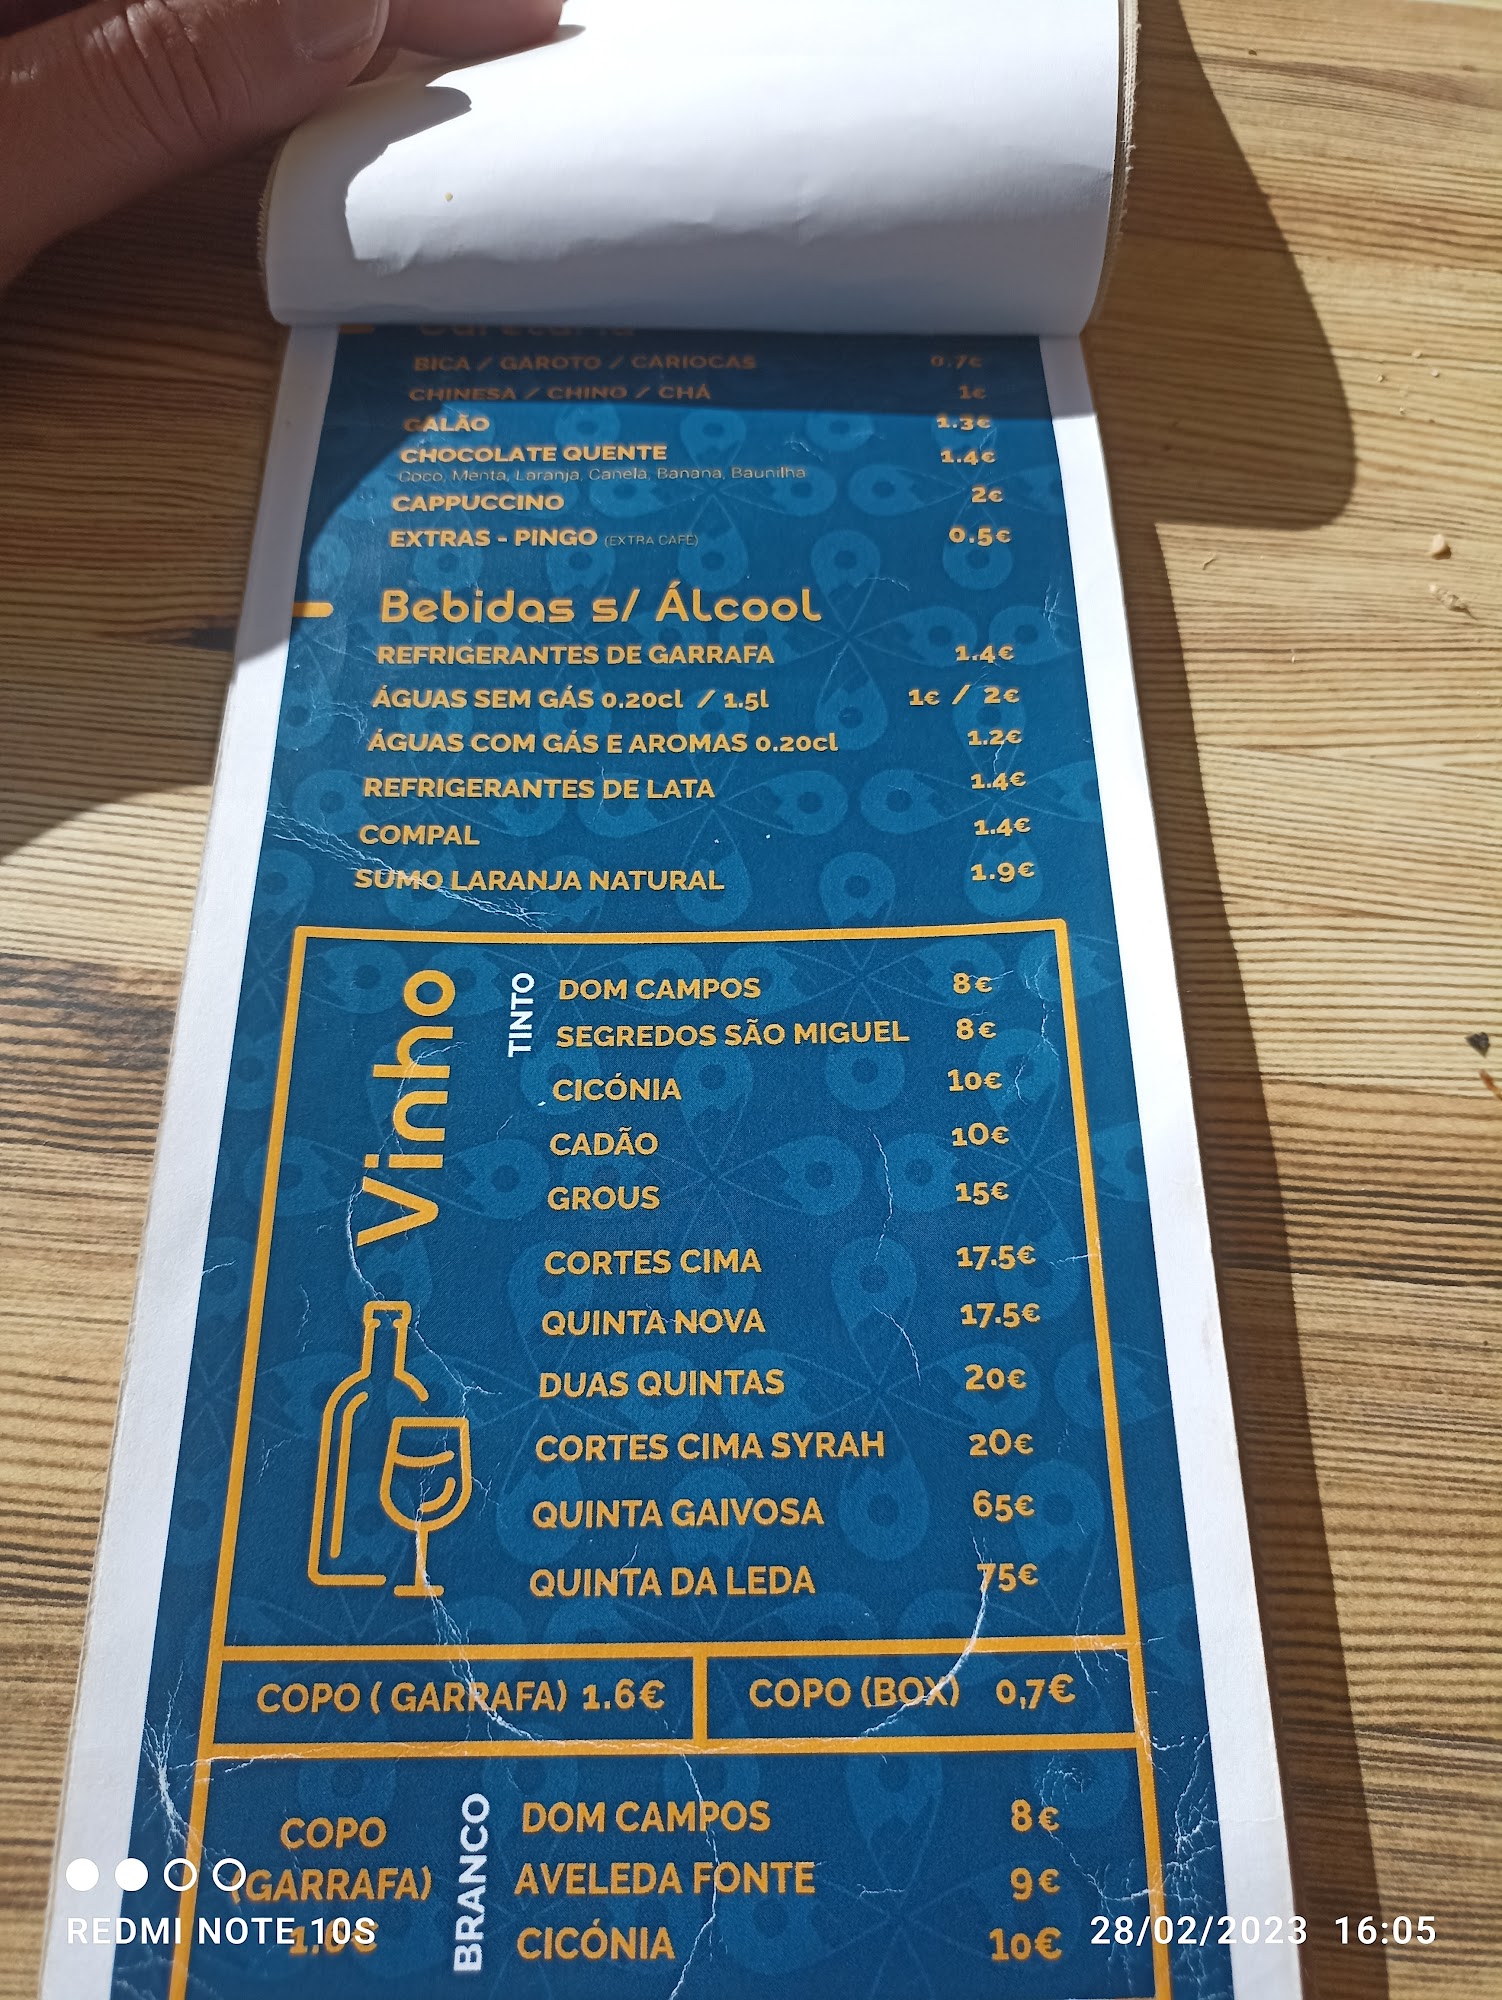 Cafetaria
BICA / GAROTO / CARIOCAS 0.7€
CHINESA / CHINO / CHÁ 1€
GALÃO 1.3€
CHOCOLATE QUENTE 1.4€
Coco, Menta, Laranja, Canela, Banana, Baunilha
CAPPUCCINO 2€
EXTRAS - PINGO (EXTRA CAFÉ) 0.5€
Bebidas s/ Álcool
REFRIGERANTES DE GARRAFA 1.4€
ÁGUAS SEM GÁS 0.20cl / 1.5l 1€ / 2€
ÁGUAS COM GÁS E AROMAS 0.20cl 1.2€
REFRIGERANTES DE LATA 1.4€
COMPAL 1.4€
SUMO LARANJA NATURAL 1.9€
Vinho
TINTO
DOM CAMPOS 8€
SEGREDOS SÃO MIGUEL 8€
CICÓNIA 10€
CADÃO 10€
GROUS 15€
CORTES CIMA 17.5€
QUINTA NOVA 17.5€
DUAS QUINTAS 20€
CORTES CIMA SYRAH 20€
QUINTA GAIVOSA 65€
QUINTA DA LEDA 75€
COPO ( GARRAFA) 1.6€
COPO (BOX) 0,7€
COPO
(GARRAFA)
1.6€
BRANCO
DOM CAMPOS 8€
AVELEDA FONTE 9€
CICÓNIA 10€
REDMI NOTE 10S
28/02/2023 16:05